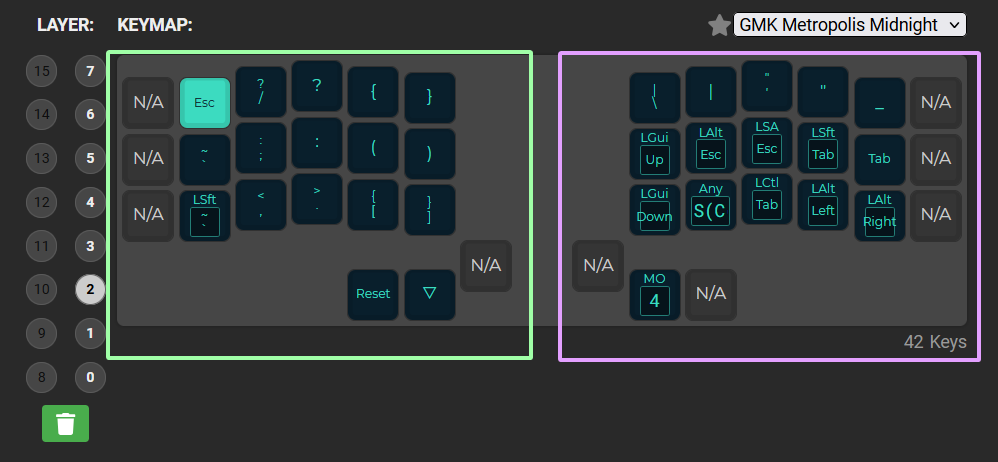 LAYER: KEYMAP: GMK Metropolis Midnight
15 7
14 6
13 5
12 4
11 3
10 2
9 1
8 0
N/A Esc ? / ? { } | \ | " ' " _ N/A
N/A ~ ` : ; : ( ) LGui Up LAlt Esc LSA Esc LSft Tab Tab N/A
N/A LSft ~ ` < , > . { [ } ] LGui Down Any S(C LCtl Tab LAlt Left LAlt Right N/A
N/A N/A
Reset ▽ MO 4 N/A
42 Keys